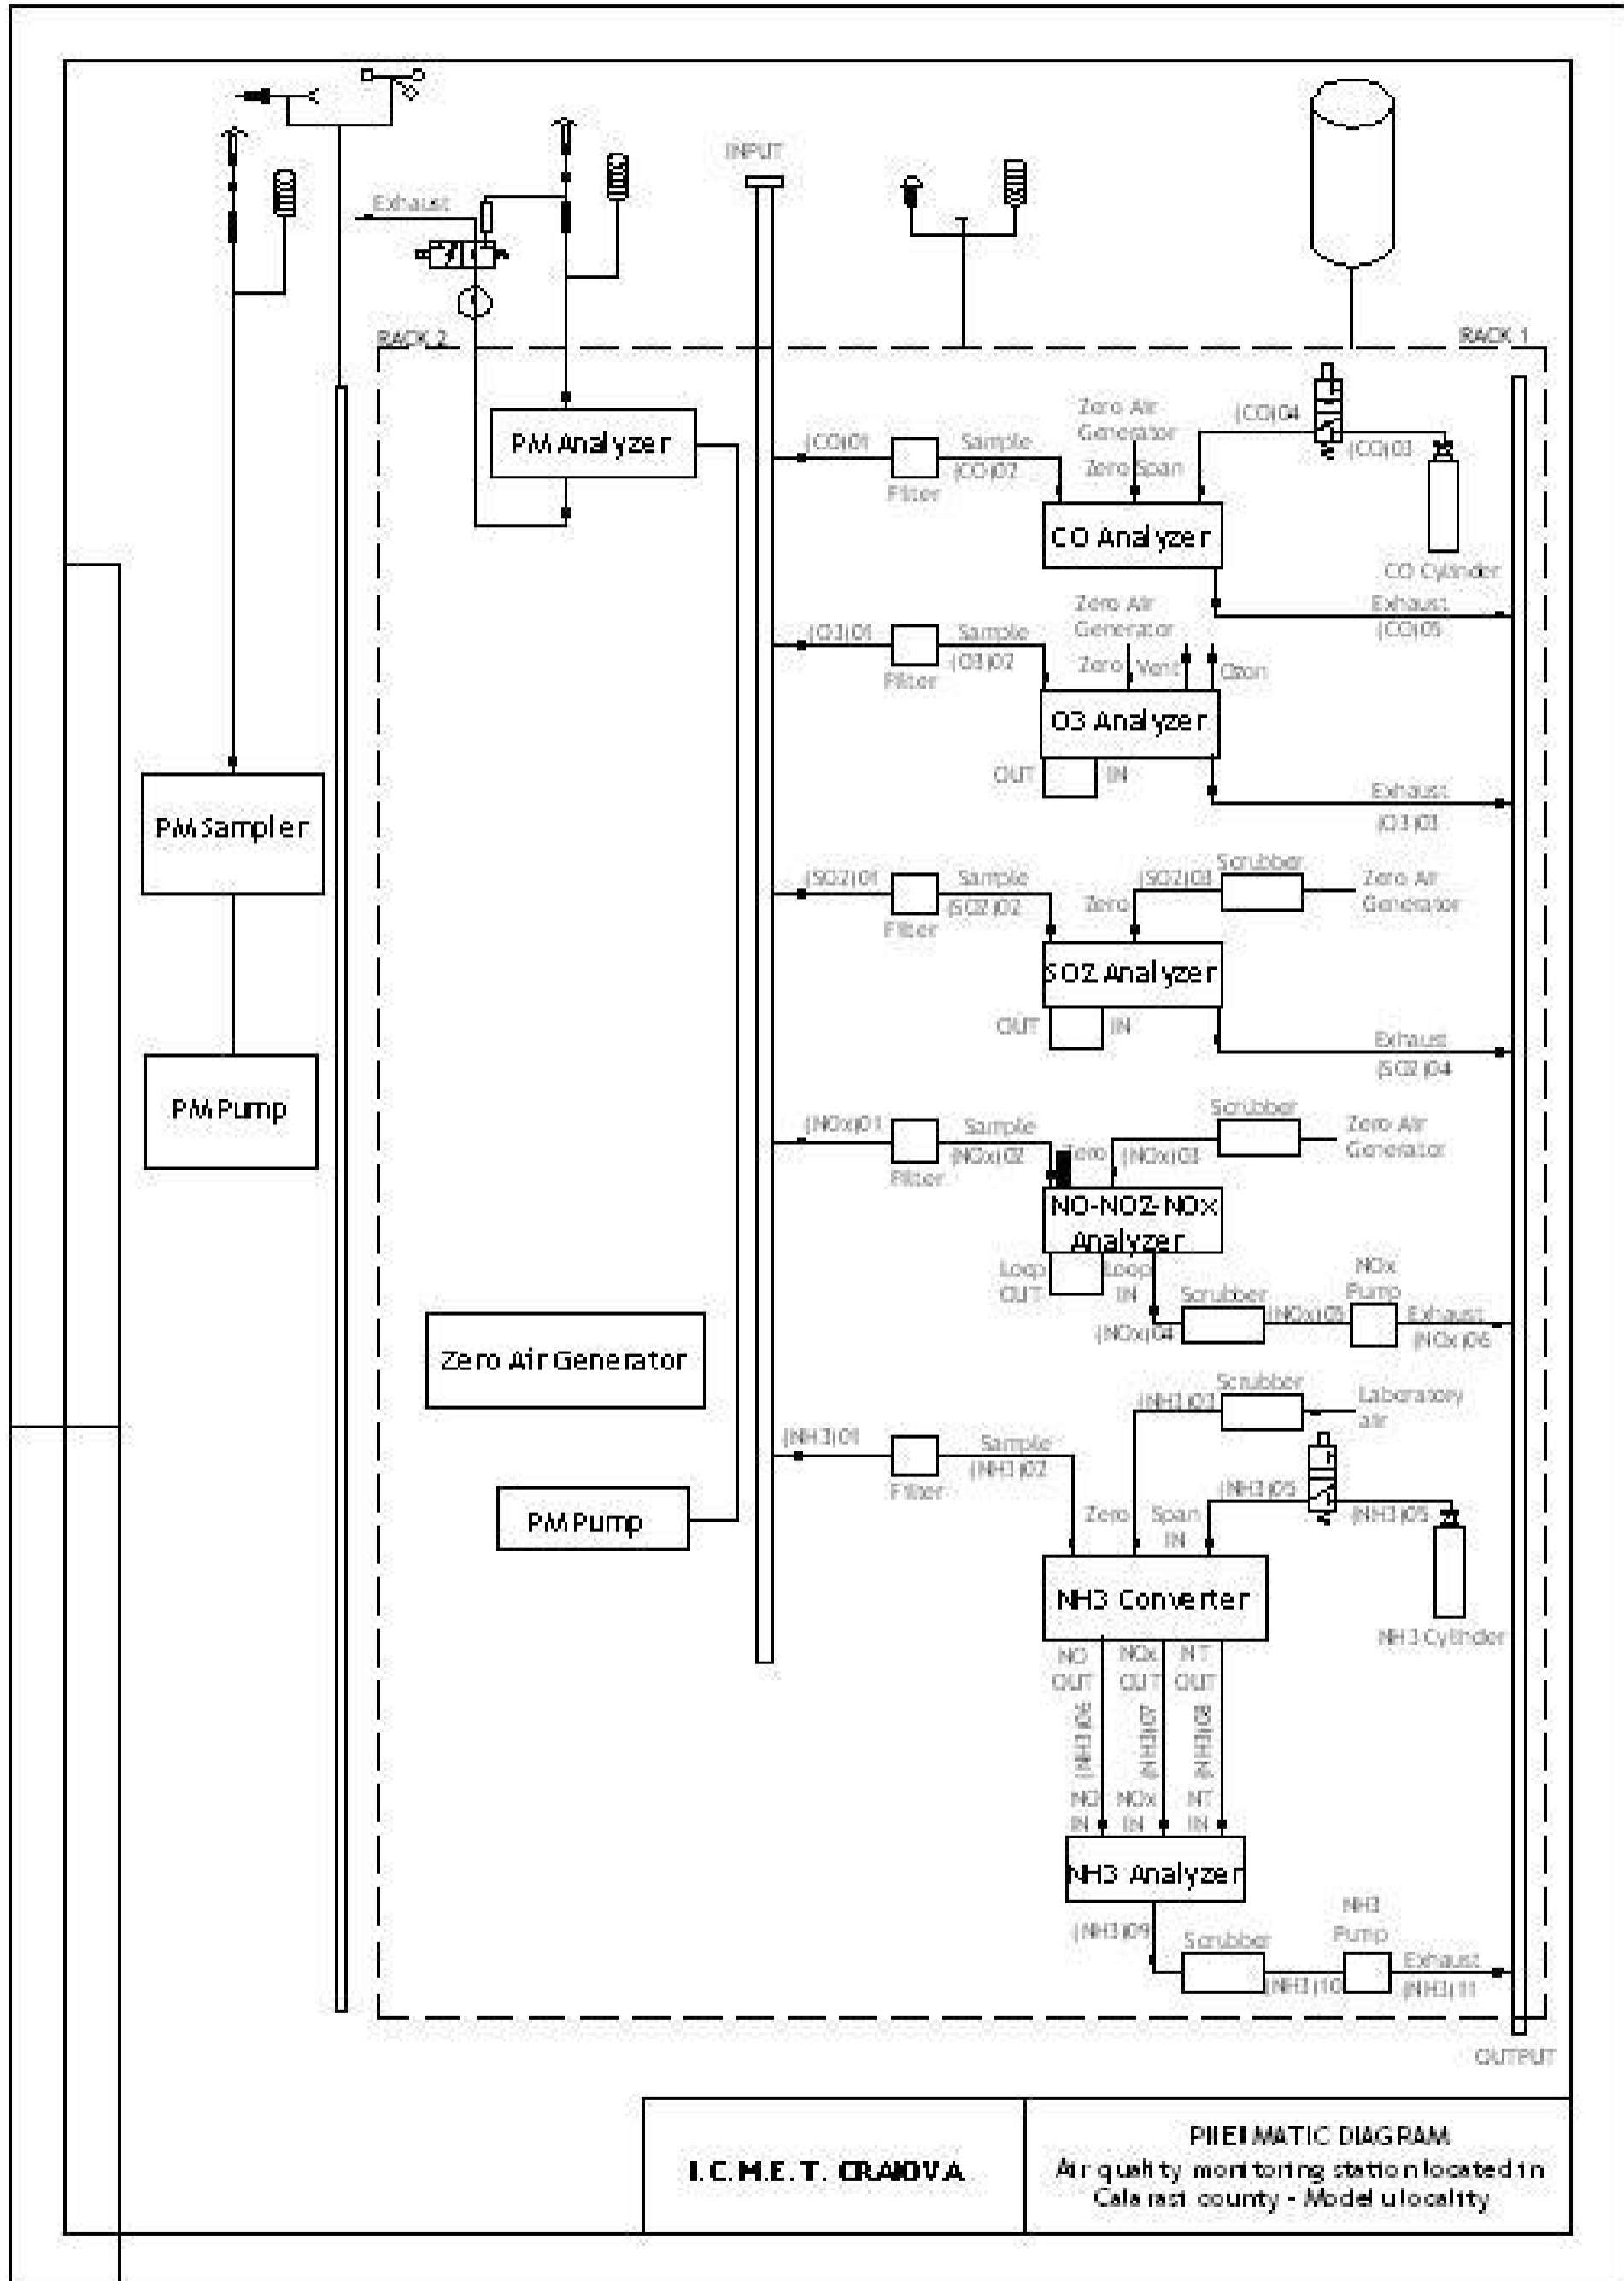 INPUT
Exhaust
RACK 2
RACK 1
PM Analyzer
(CO)01
Filter
Sample
(CO)02
Zero Air
Generator
Zero Span
(CO)04
(CO)03
CO Analyzer
CO Cylinder
Exhaust
(CO)05
(O3)01
Filter
Sample
(O3)02
Zero Air
Generator
Zero Vent Ozon
O3 Analyzer
OUT IN
Exhaust
(O3)03
PM Sampler
(SO2)01
Filter
Sample
(SO2)02
Zero
(SO2)03
Scrubber
Zero Air
Generator
SO2 Analyzer
OUT IN
Exhaust
(SO2)04
PM Pump
(NOx)01
Filter
Sample
(NOx)02
Zero
(NOx)03
Scrubber
Zero Air
Generator
NO-NO2-NOx
Analyzer
Loop Loop
OUT IN
(NOx)04
Scrubber
(NOx)05
NOx
Pump
Exhaust
(NOx)06
Zero Air Generator
(NH3)01
Filter
Sample
(NH3)02
(NH3)03
Scrubber
Laboratory
air
Zero Span
IN
(NH3)05
(NH3)05
PM Pump
NH3 Converter
NH3 Cylinder
NO NOx NT
OUT OUT OUT
(NH3)06
(NH3)07
(NH3)08
NO NOx NT
IN IN IN
NH3 Analyzer
(NH3)09
Scrubber
(NH3)10
NH3
Pump
Exhaust
(NH3)11
OUTPUT
I.C.M.E.T. CRAIOVA
PNEUMATIC DIAGRAM
Air quality monitoring station located in
Calarasi county - Modelu locality